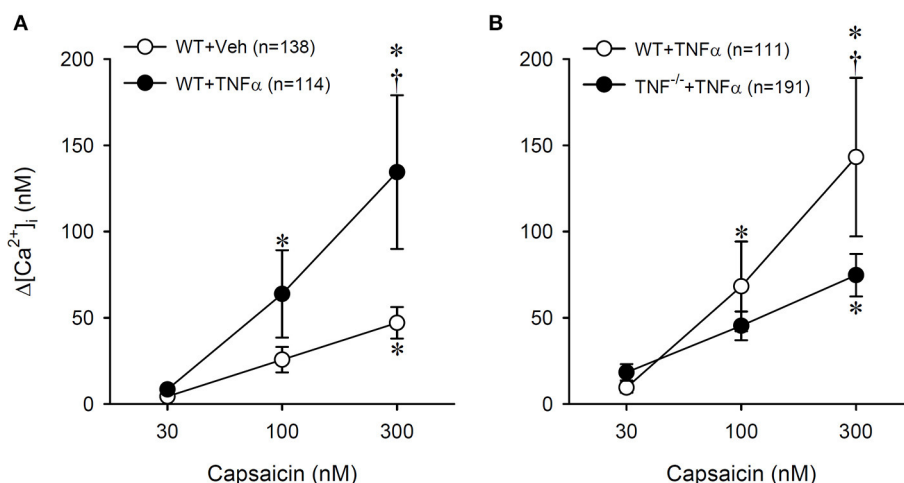 A
WT+Veh (n=138)
WT+TNFα (n=114)
*
†
*
*
200
150
100
50
0
Δ[Ca²⁺]ᵢ (nM)
30 100 300
Capsaicin (nM)
B
WT+TNFα (n=111)
TNF⁻/⁻+TNFα (n=191)
*
†
*
*
200
150
100
50
0
30 100 300
Capsaicin (nM)